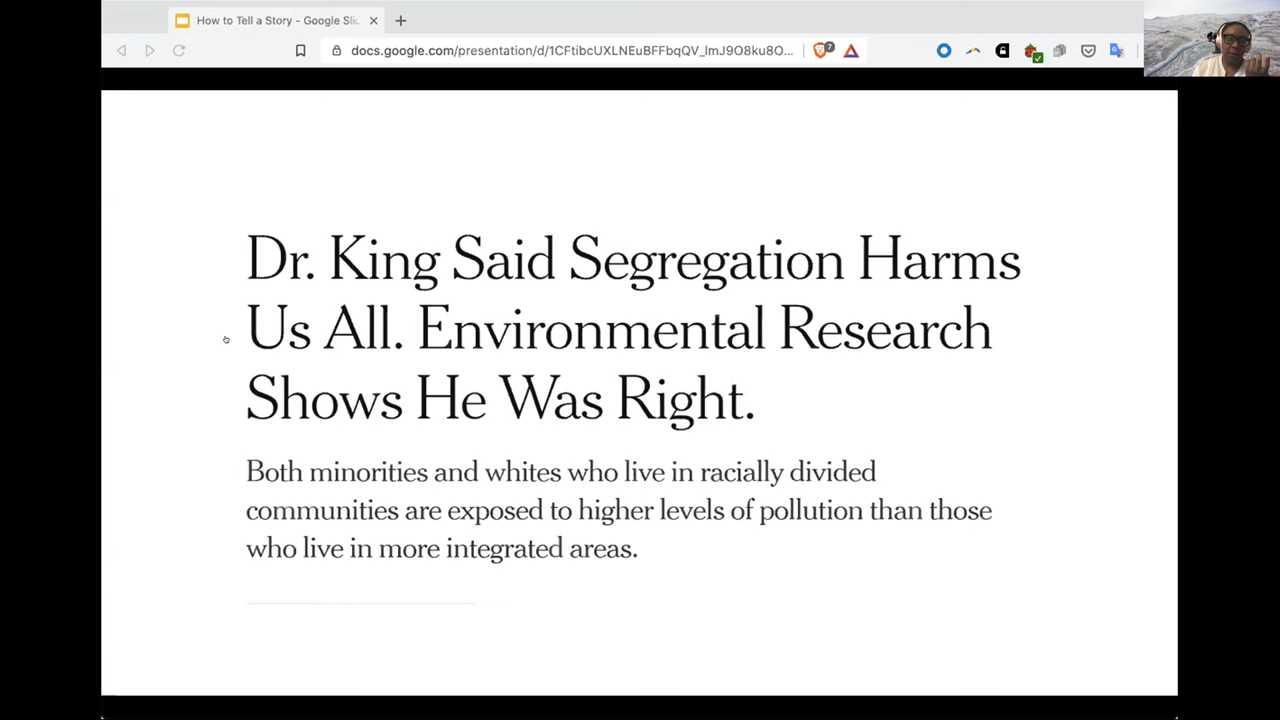 How to Tell a Story - Google Slid
docs.google.com/presentation/d/1CFtibcUXLNEuBFFbqQV_lmJ9O8ku8O...
7
Dr. King Said Segregation Harms
Us All. Environmental Research
Shows He Was Right.
Both minorities and whites who live in racially divided
communities are exposed to higher levels of pollution than those
who live in more integrated areas.